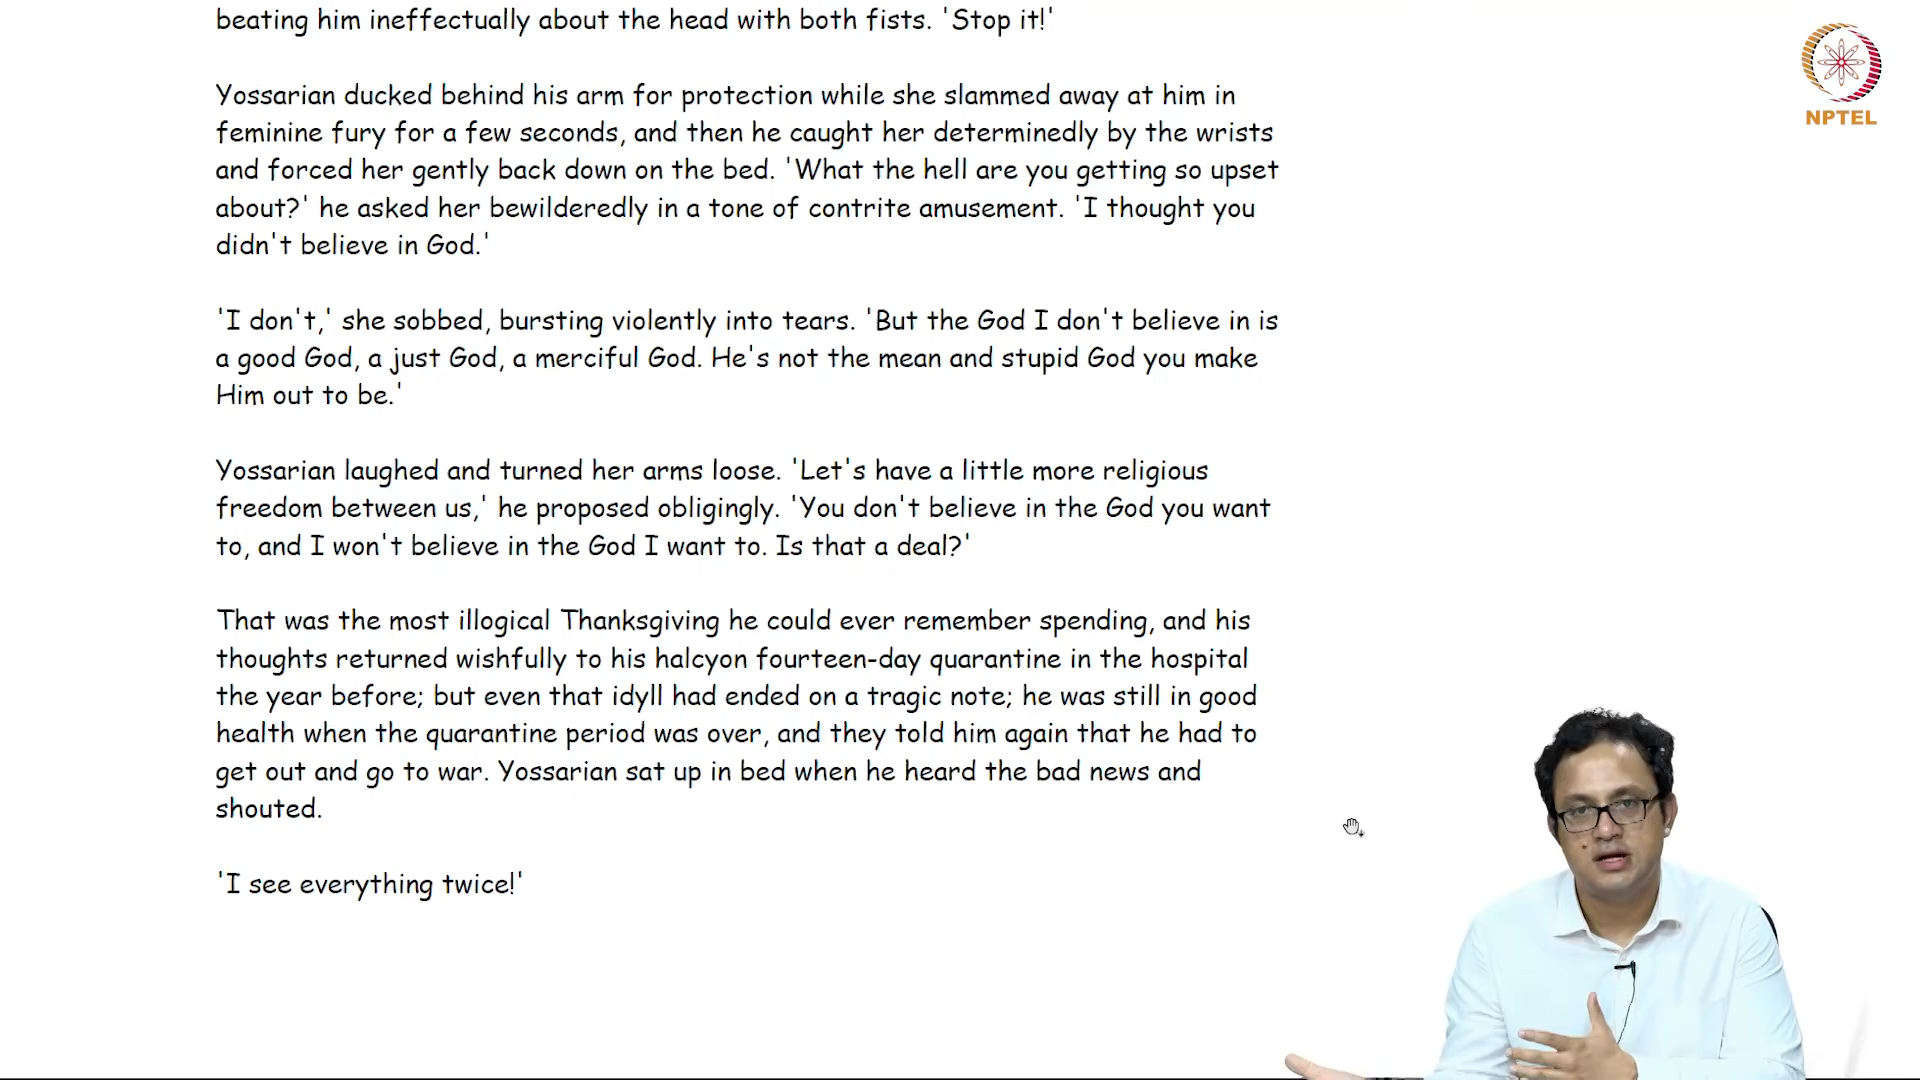 beating him ineffectually about the head with both fists. 'Stop it!'
Yossarian ducked behind his arm for protection while she slammed away at him in
feminine fury for a few seconds, and then he caught her determinedly by the wrists
and forced her gently back down on the bed. 'What the hell are you getting so upset
about?' he asked her bewilderedly in a tone of contrite amusement. 'I thought you
didn't believe in God.'
'I don't,' she sobbed, bursting violently into tears. 'But the God I don't believe in is
a good God, a just God, a merciful God. He's not the mean and stupid God you make
Him out to be.'
Yossarian laughed and turned her arms loose. 'Let's have a little more religious
freedom between us,' he proposed obligingly. 'You don't believe in the God you want
to, and I won't believe in the God I want to. Is that a deal?'
That was the most illogical Thanksgiving he could ever remember spending, and his
thoughts returned wishfully to his halcyon fourteen-day quarantine in the hospital
the year before; but even that idyll had ended on a tragic note; he was still in good
health when the quarantine period was over, and they told him again that he had to
get out and go to war. Yossarian sat up in bed when he heard the bad news and
shouted.
'I see everything twice!'
NPTEL